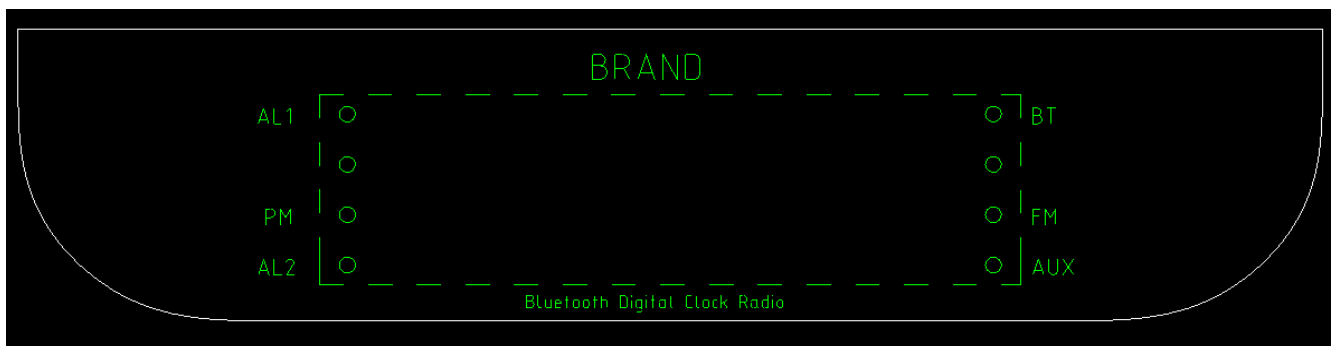 BRAND
AL1 BT
PM FM
AL2 AUX
Bluetooth Digital Clock Radio